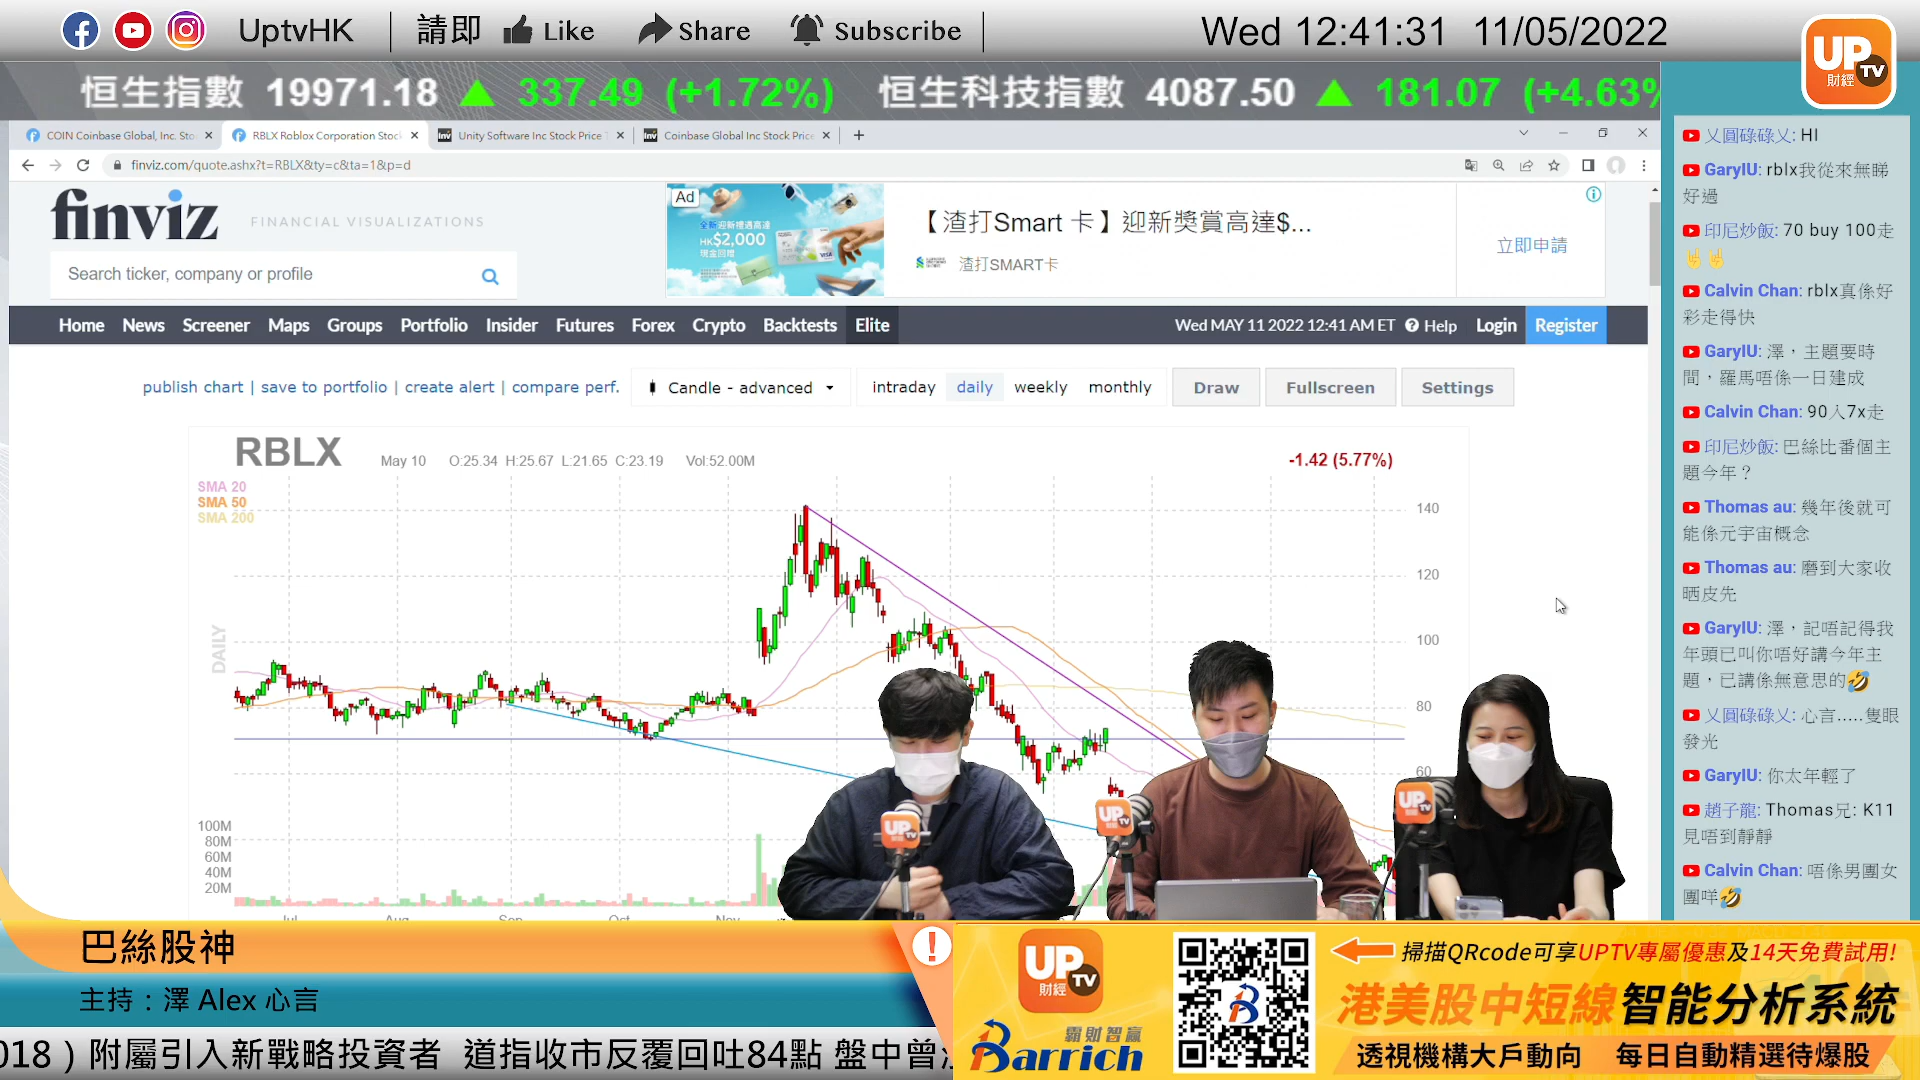 UptvHK
請即 Like Share Subscribe
Wed 12:41:31 11/05/2022
UP TV 財經
恒生指數 19971.18 ▲ 337.49 (+1.72%) 恒生科技指數 4087.50 ▲ 181.07 (+4.63%
COIN Coinbase Global, Inc. Sto
RBLX Roblox Corporation Stock
Unity Software Inc Stock Price T
Coinbase Global Inc Stock Price
finviz.com/quote.ashx?t=RBLX&ty=c&ta=1&p=d
finviz
FINANCIAL VISUALIZATIONS
Search ticker, company or profile
Ad
HK$2,000
【渣打Smart 卡】迎新獎賞高達$...
渣打SMART卡
立即申請
Home News Screener Maps Groups Portfolio Insider Futures Forex Crypto Backtests Elite
Wed MAY 11 2022 12:41 AM ET Help Login Register
publish chart | save to portfolio | create alert | compare perf.
Candle - advanced
intraday daily weekly monthly
Draw Fullscreen Settings
RBLX
May 10 O:25.34 H:25.67 L:21.65 C:23.19 Vol:52.00M
-1.42 (5.77%)
SMA 20
SMA 50
SMA 200
DAILY
140
120
100
80
60
100M
80M
60M
40M
20M
Jul Aug Sep Oct Nov
乂圓碌碌乂: HI
GaryIU: rblx我從來無睇
好過
印尼炒飯: 70 buy 100走
🤘🤘
Calvin Chan: rblx真係好
彩走得快
GaryIU: 澤，主題要時
間，羅馬唔係一日建成
Calvin Chan: 90入7x走
印尼炒飯: 巴絲比番個主
題今年？
Thomas au: 幾年後就可
能係元宇宙概念
Thomas au: 磨到大家收
晒皮先
GaryIU: 澤，記唔記得我
年頭已叫你唔好講今年主
題，已講係無意思的🤣
乂圓碌碌乂: 心言.....隻眼
發光
GaryIU: 你太年輕了
趙子龍: Thomas兄: K11
見唔到靜靜
Calvin Chan: 唔係男團女
團咩🤣
UP TV
UP TV
UP TV
巴絲股神
主持：澤 Alex 心言
018 ) 附屬引入新戰略投資者 道指收市反覆回吐84點 盤中曾
UP TV 財經
霸財智贏
Barrich
掃描QRcode可享UPTV專屬優惠及14天免費試用!
港美股中短線智能分析系統
透視機構大戶動向 每日自動精選待爆股